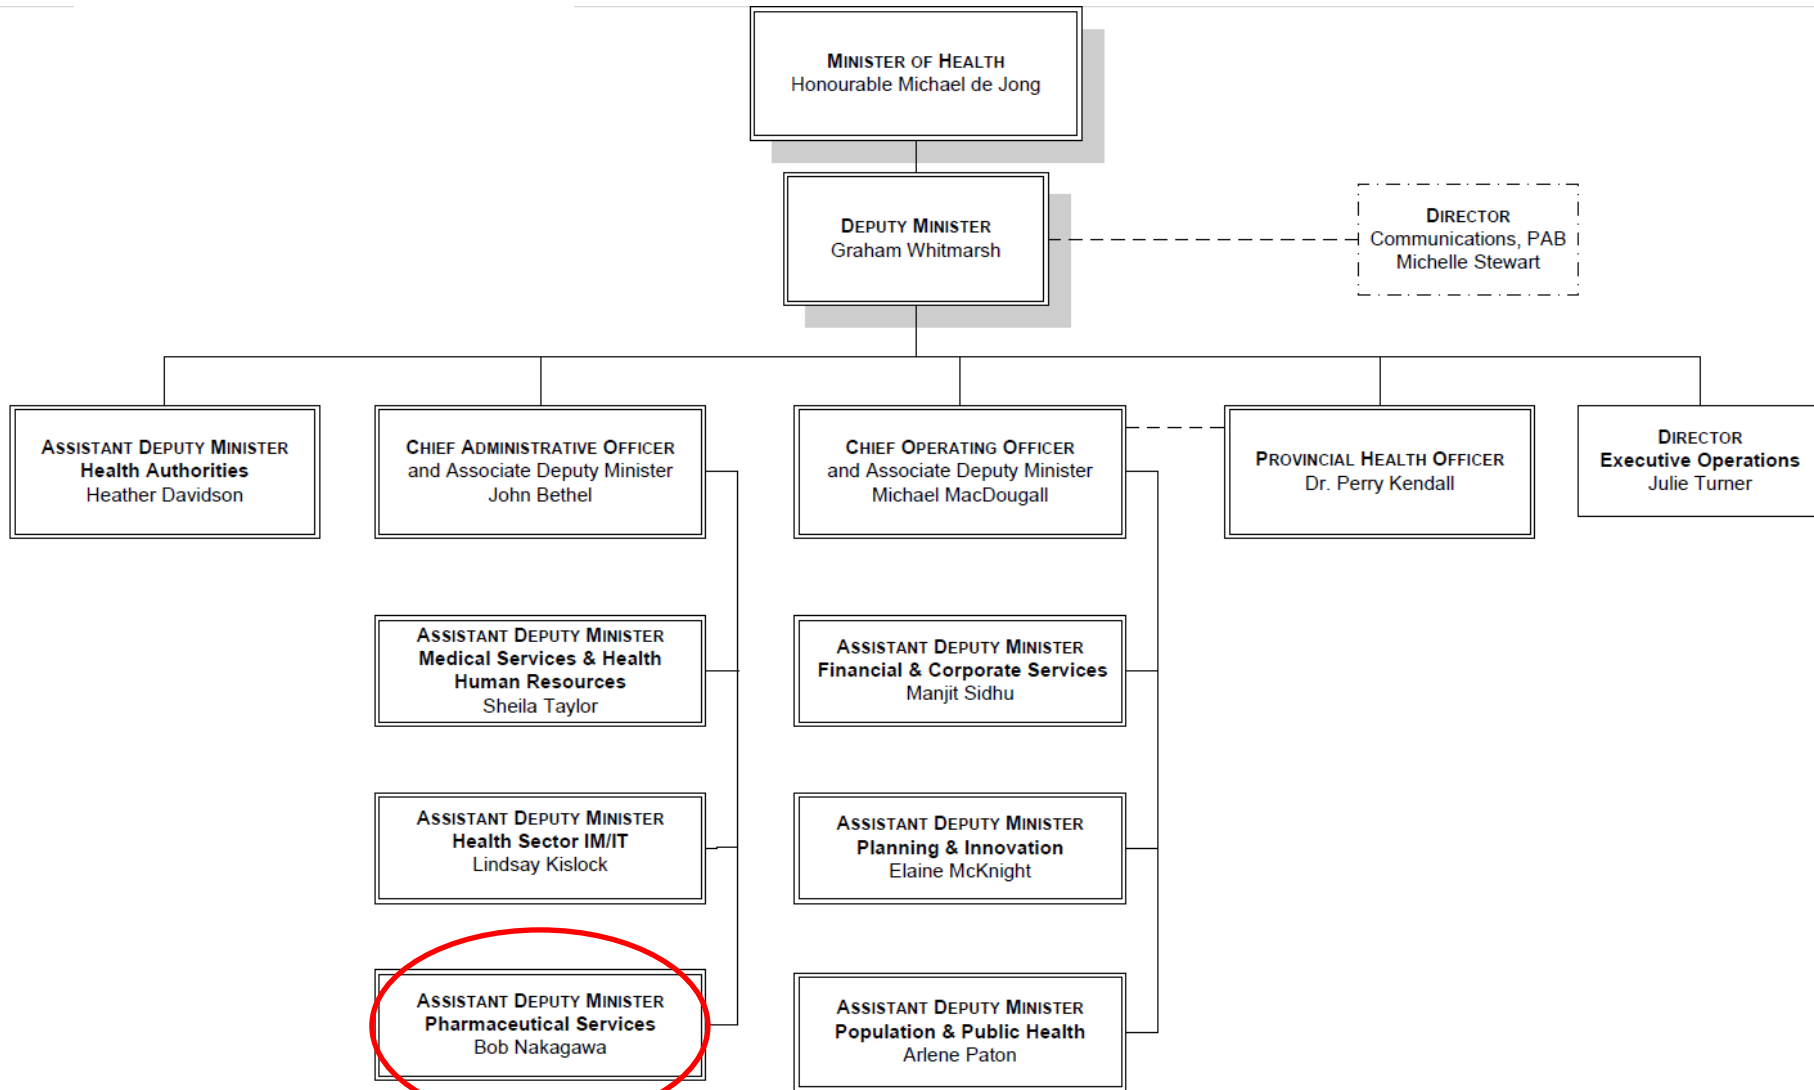 MINISTER OF HEALTH
Honourable Michael de Jong
DEPUTY MINISTER
Graham Whitmarsh
DIRECTOR
Communications, PAB
Michelle Stewart
ASSISTANT DEPUTY MINISTER
Health Authorities
Heather Davidson
CHIEF ADMINISTRATIVE OFFICER
and Associate Deputy Minister
John Bethel
CHIEF OPERATING OFFICER
and Associate Deputy Minister
Michael MacDougall
PROVINCIAL HEALTH OFFICER
Dr. Perry Kendall
DIRECTOR
Executive Operations
Julie Turner
ASSISTANT DEPUTY MINISTER
Medical Services & Health
Human Resources
Sheila Taylor
ASSISTANT DEPUTY MINISTER
Financial & Corporate Services
Manjit Sidhu
ASSISTANT DEPUTY MINISTER
Health Sector IM/IT
Lindsay Kislock
ASSISTANT DEPUTY MINISTER
Planning & Innovation
Elaine McKnight
ASSISTANT DEPUTY MINISTER
Pharmaceutical Services
Bob Nakagawa
ASSISTANT DEPUTY MINISTER
Population & Public Health
Arlene Paton